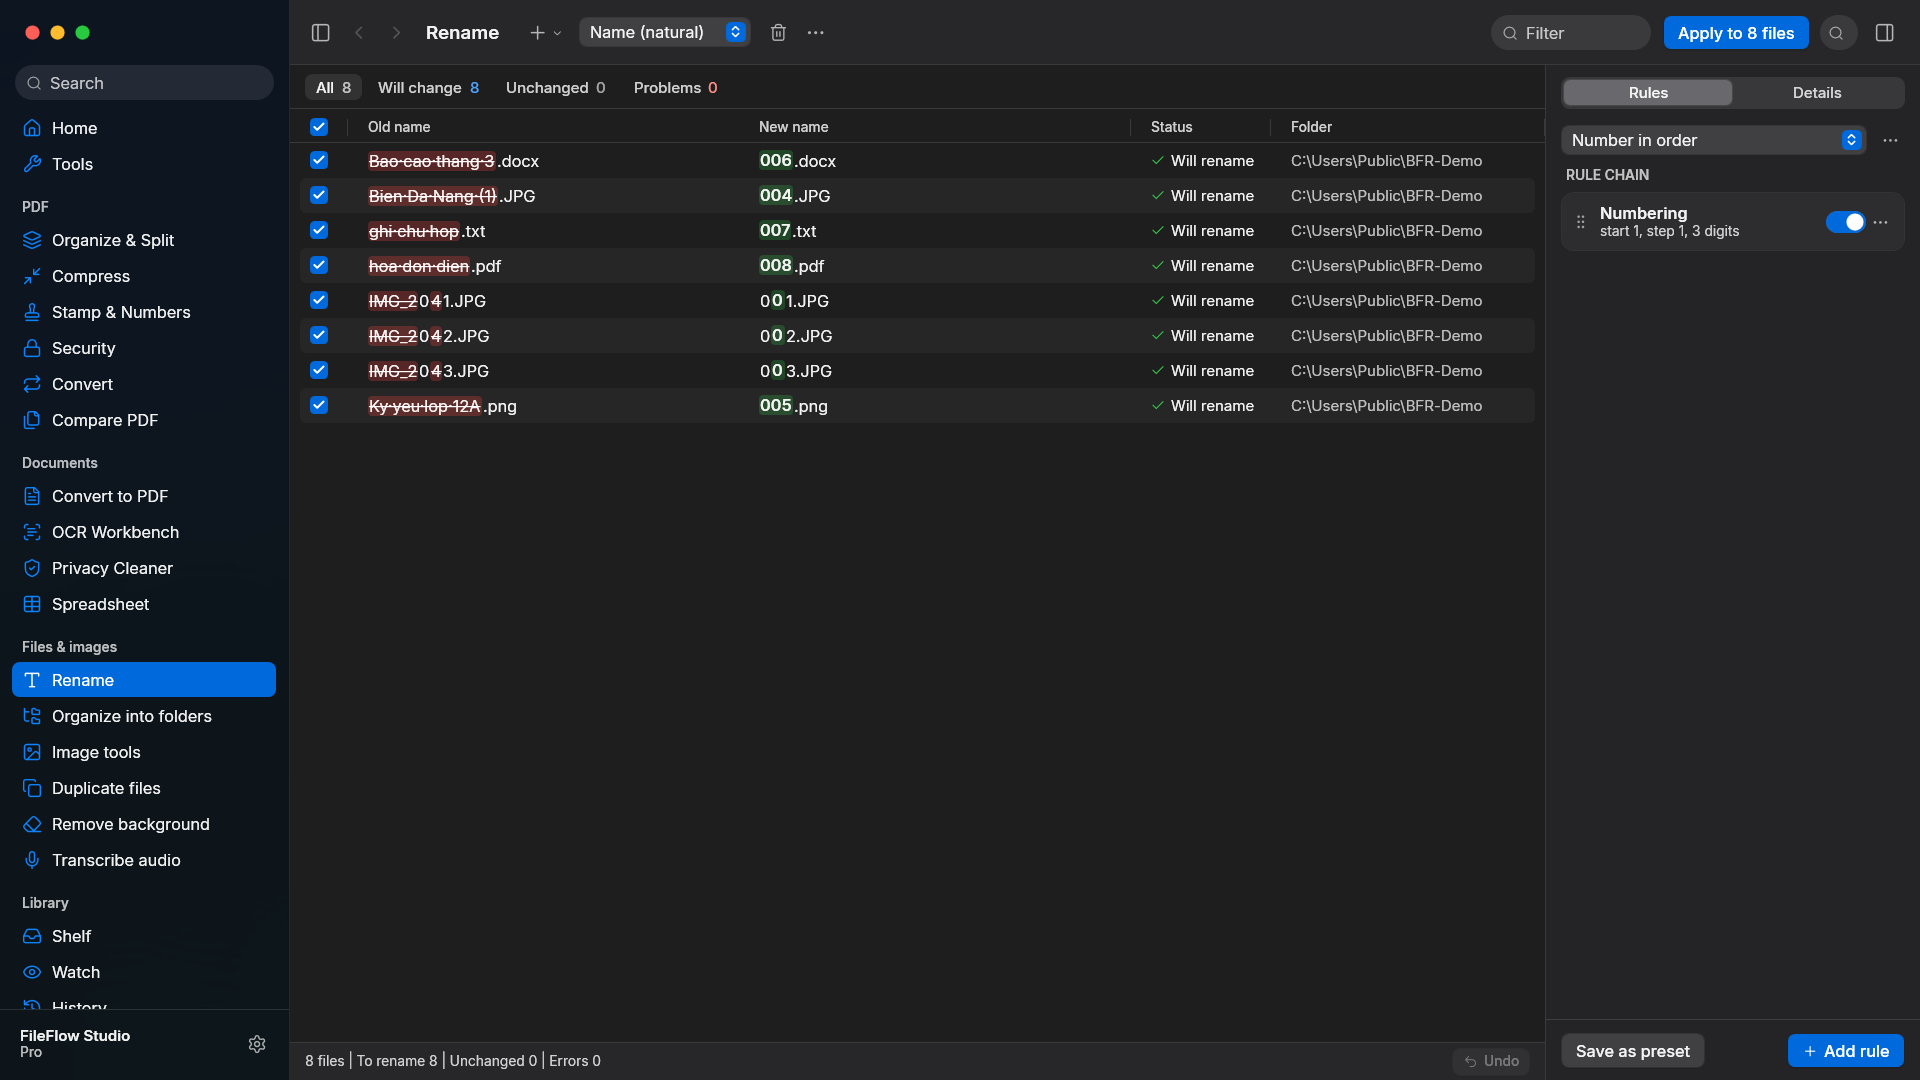 Search
Home
Tools
PDF
Organize & Split
Compress
Stamp & Numbers
Security
Convert
Compare PDF
Documents
Convert to PDF
OCR Workbench
Privacy Cleaner
Spreadsheet
Files & images
Rename
Organize into folders
Image tools
Duplicate files
Remove background
Transcribe audio
Library
Shelf
Watch
History
FileFlow Studio
Pro
Rename
Name (natural)
Filter
Apply to 8 files
All 8 Will change 8 Unchanged 0 Problems 0
Old name New name Status Folder
Bao·cao·thang·3.docx 006.docx Will rename C:\Users\Public\BFR-Demo
Bien·Da·Nang·(1).JPG 004.JPG Will rename C:\Users\Public\BFR-Demo
ghi·chu·hop.txt 007.txt Will rename C:\Users\Public\BFR-Demo
hoa·don·dien.pdf 008.pdf Will rename C:\Users\Public\BFR-Demo
IMG_2041.JPG 001.JPG Will rename C:\Users\Public\BFR-Demo
IMG_2042.JPG 002.JPG Will rename C:\Users\Public\BFR-Demo
IMG_2043.JPG 003.JPG Will rename C:\Users\Public\BFR-Demo
Ky·yeu·lop·12A.png 005.png Will rename C:\Users\Public\BFR-Demo
8 files | To rename 8 | Unchanged 0 | Errors 0
Undo
Rules Details
Number in order
RULE CHAIN
Numbering
start 1, step 1, 3 digits
Save as preset
Add rule